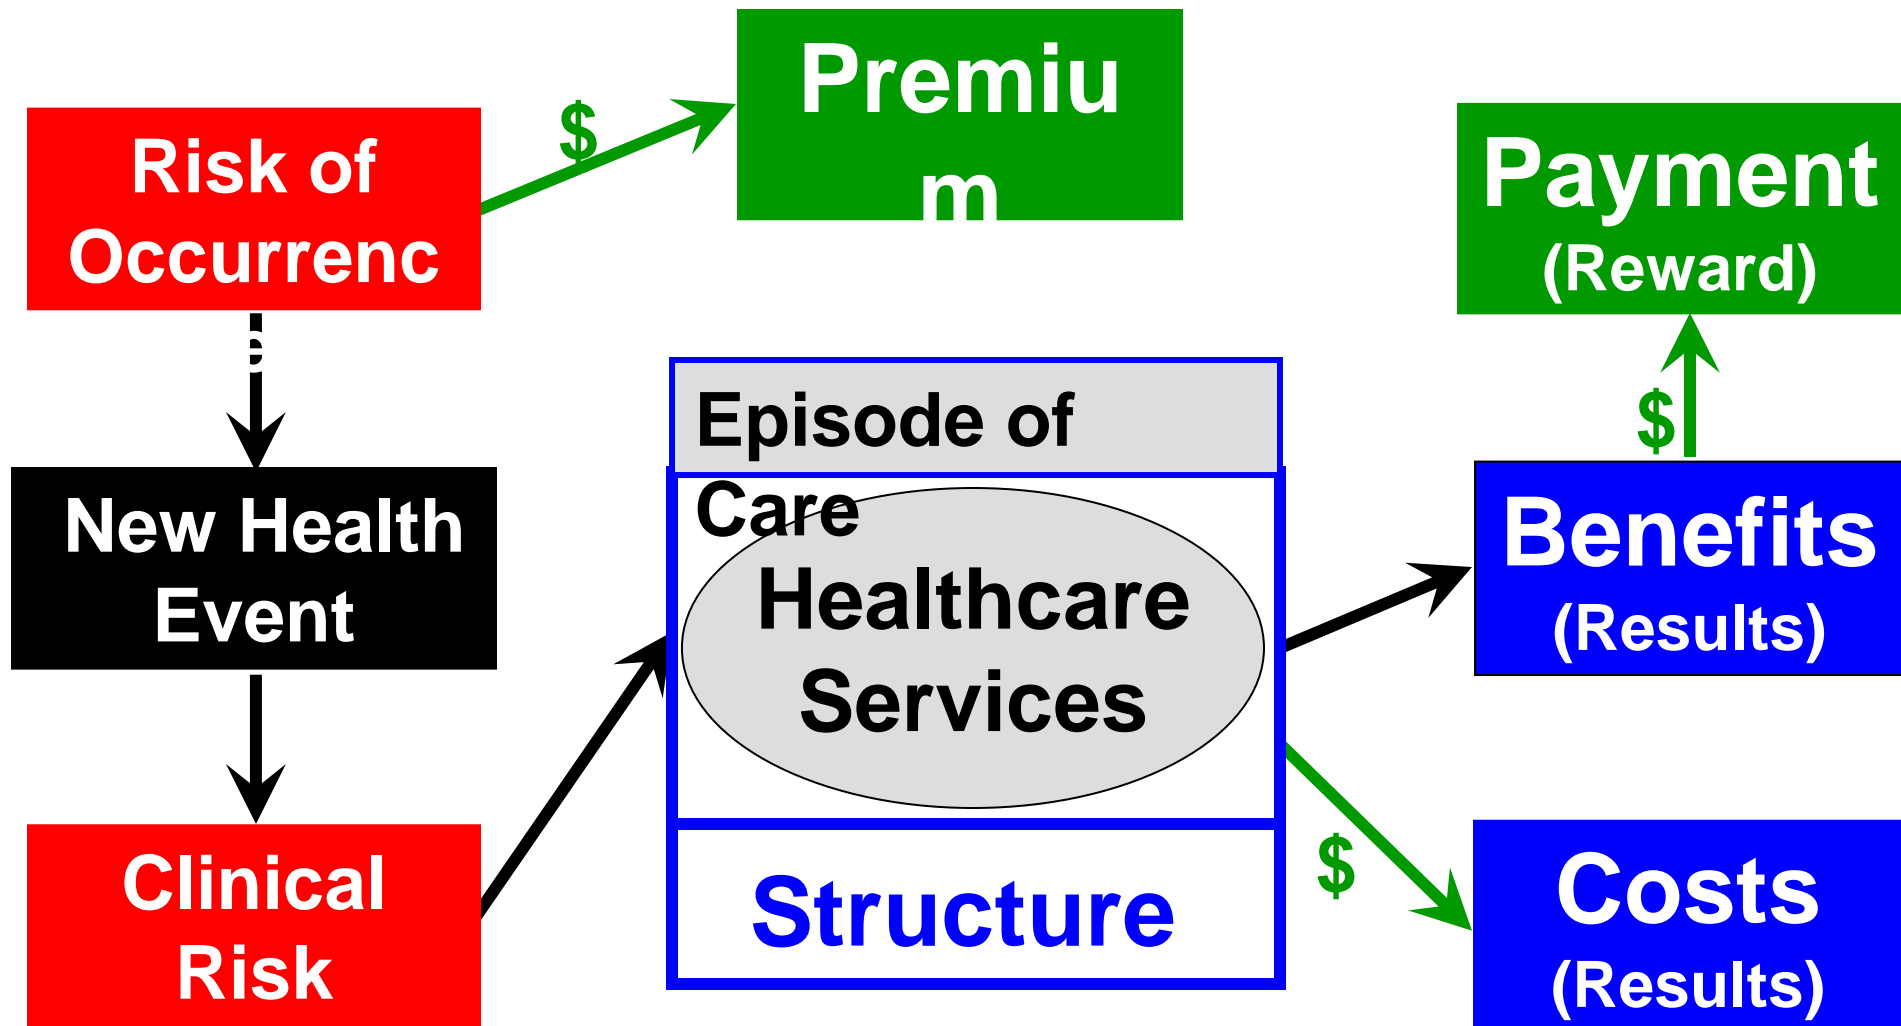 Premiu
m
$
Risk of
Occurrenc
e
Payment
(Reward)
$
Episode of
Care
New Health
Event
Healthcare
Services
Benefits
(Results)
Clinical
Risk
Structure
$
Costs
(Results)